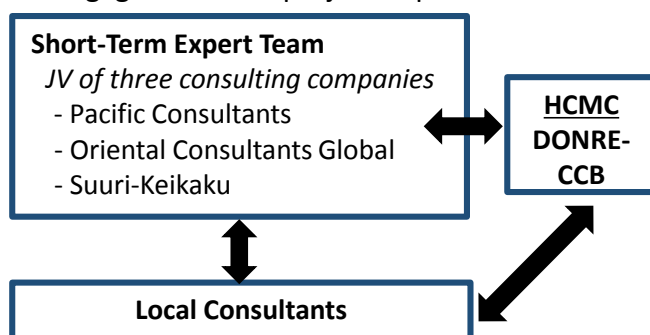 Short-Term Expert Team
JV of three consulting companies
- Pacific Consultants
- Oriental Consultants Global
- Suuri-Keikaku
HCMC
DONRE-
CCB
Local Consultants